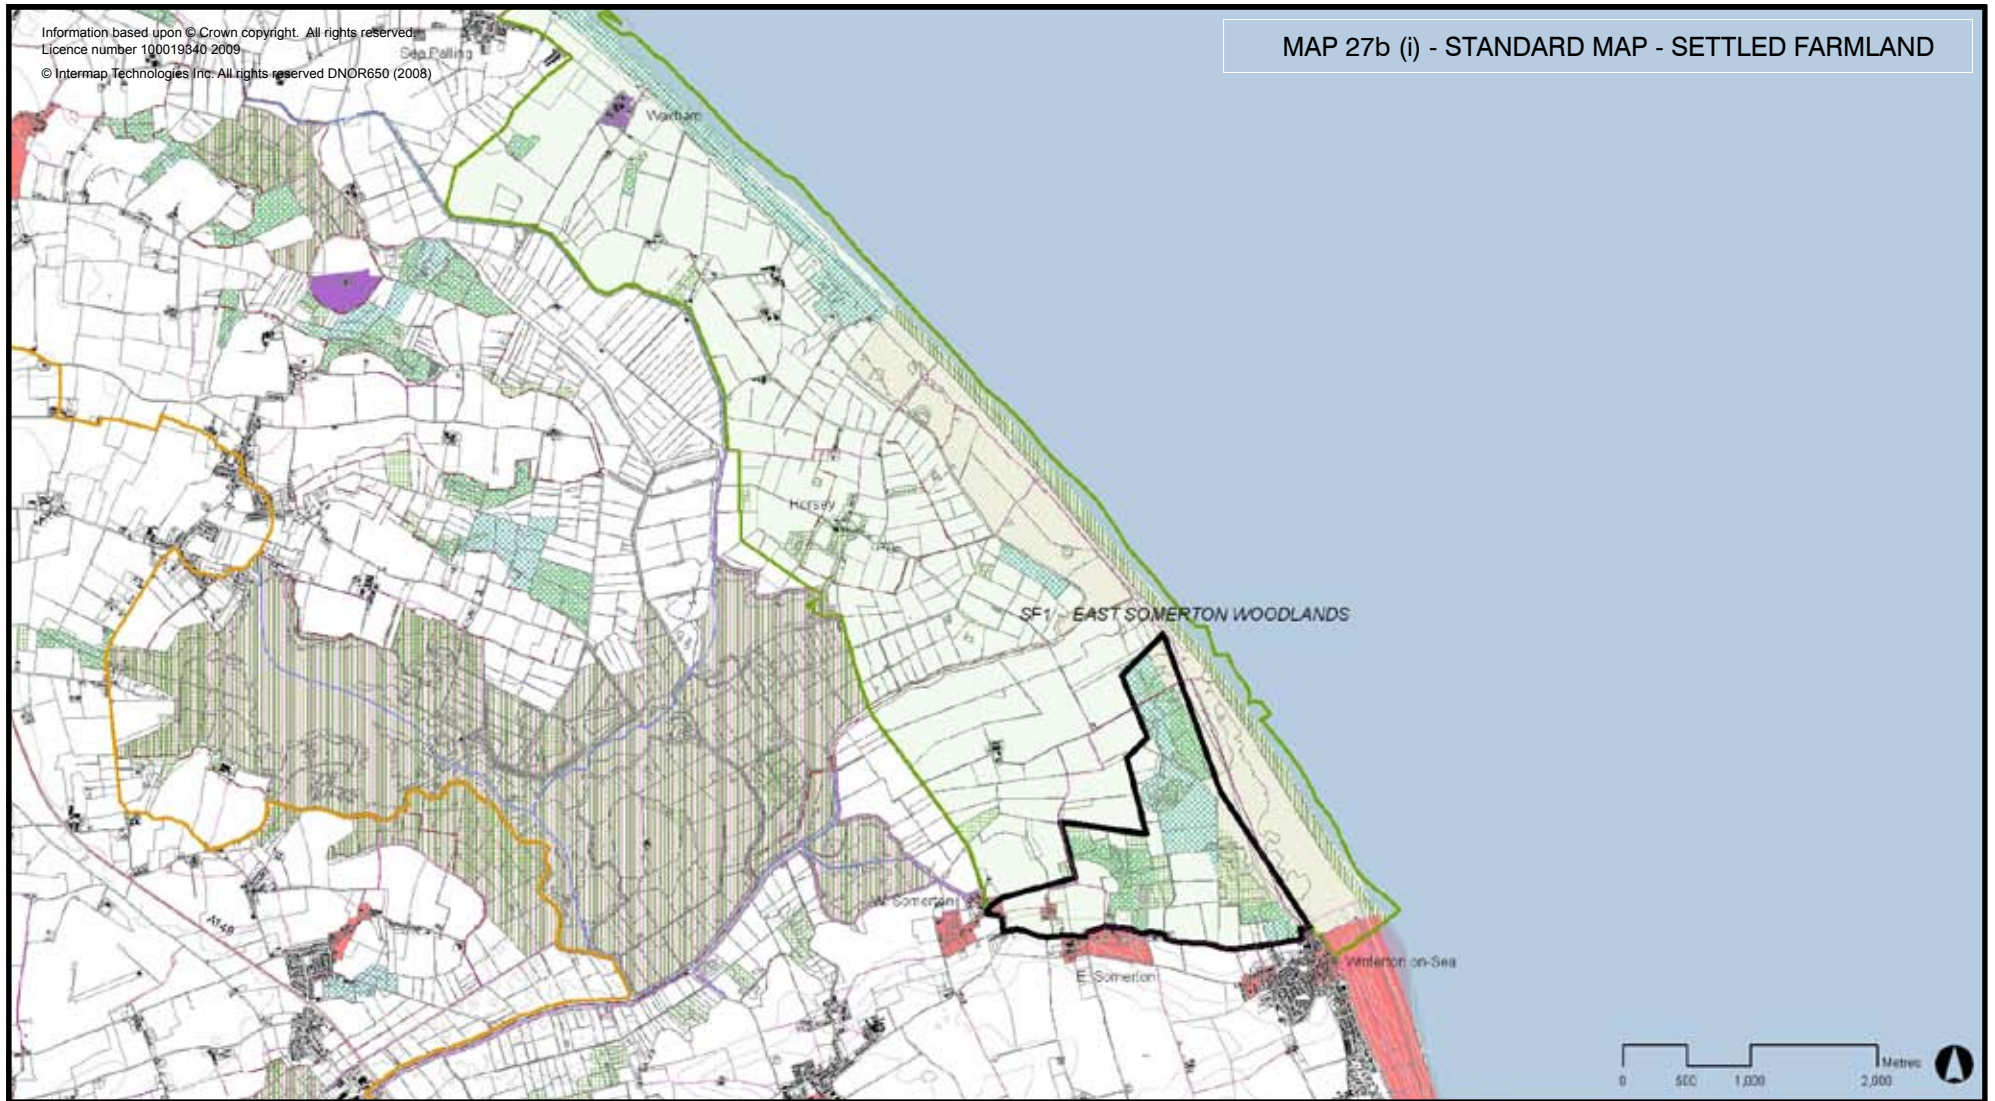 Information based upon © Crown copyright. All rights reserved.
Licence number 100019340 2009
© Intermap Technologies Inc. All rights reserved DNOR650 (2008)
MAP 27b (i) - STANDARD MAP - SETTLED FARMLAND
Sea Palling
Waxham
Horsey
SF1 - EAST SOMERTON WOODLANDS
A149
W. Somerton
E. Somerton
Winterton on-Sea
Metres
0 500 1,000 2,000